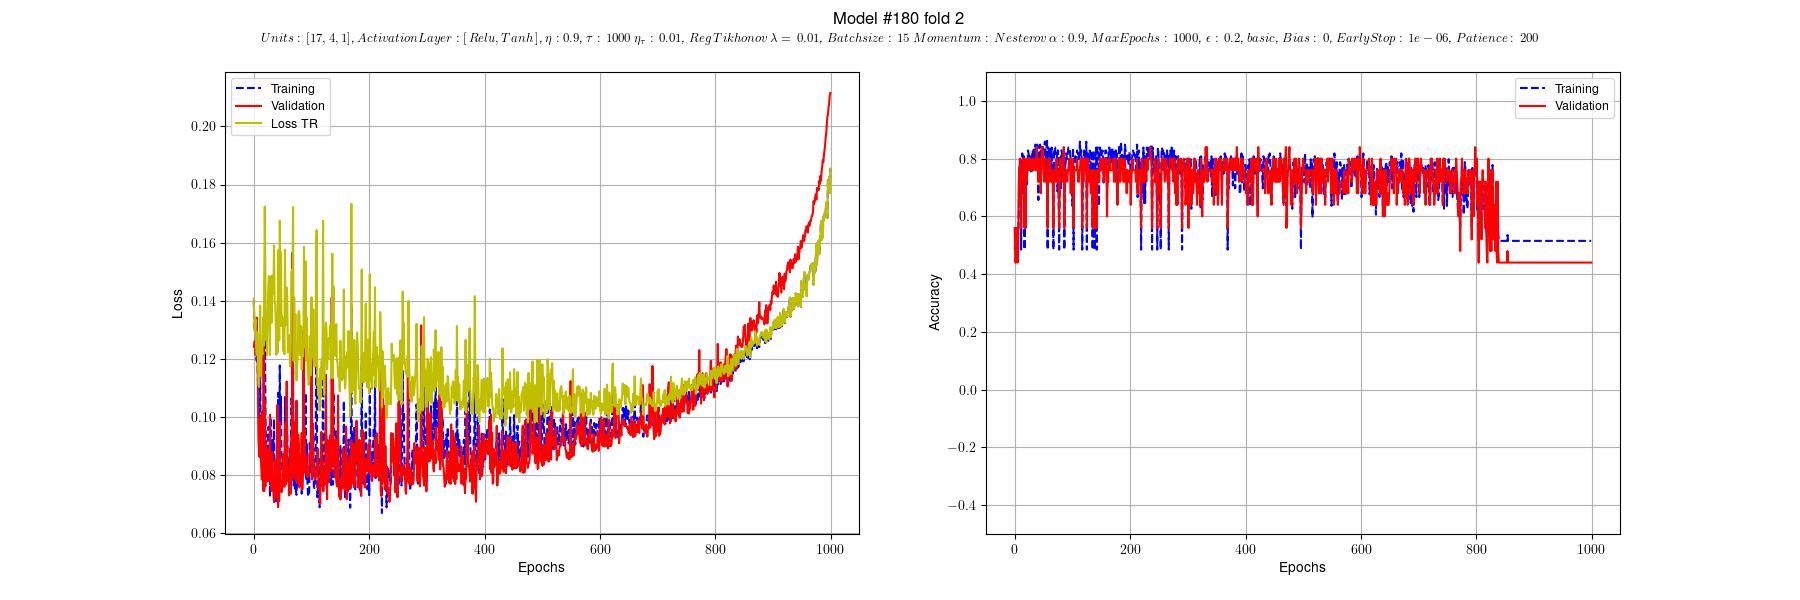 Model #180 fold 2
Units : [17, 4, 1], ActivationLayer : [ Relu, Tanh], η : 0.9, τ : 1000 η_τ : 0.01, Reg Tikhonov λ = 0.01, Batchsize : 15 Momentum : Nesterov α : 0.9, MaxEpochs : 1000, ϵ : 0.2, basic, Bias : 0, EarlyStop : 1e − 06, Patience : 200
Training
Validation
Loss TR
0.20
0.18
0.16
0.14
0.12
0.10
0.08
0.06
Loss
0 200 400 600 800 1000
Epochs
Training
Validation
1.0
0.8
0.6
0.4
0.2
0.0
−0.2
−0.4
Accuracy
0 200 400 600 800 1000
Epochs